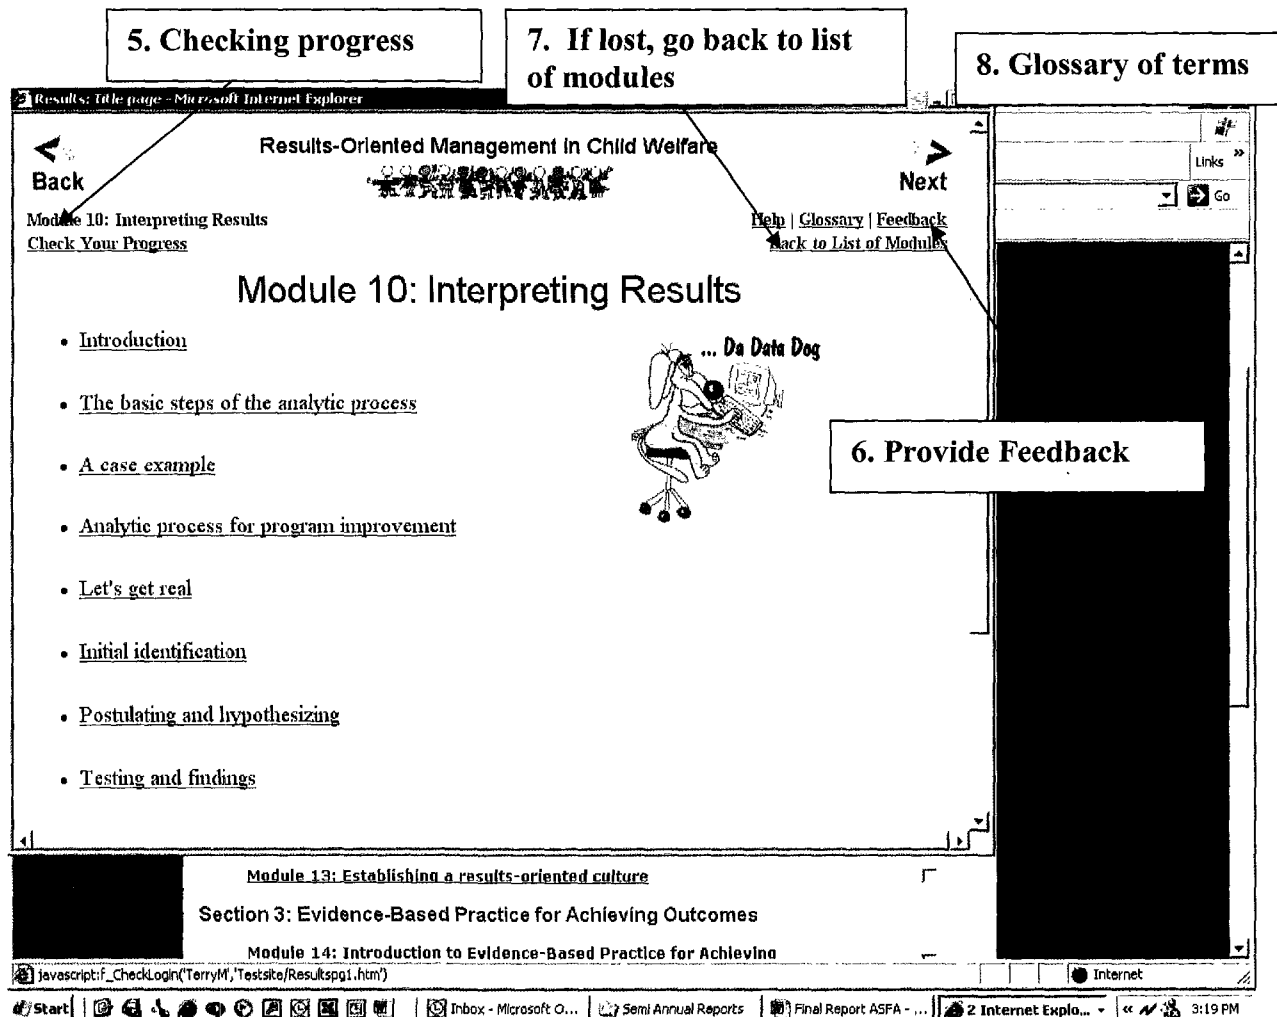 5. Checking progress
7. If lost, go back to list
of modules
8. Glossary of terms
Results: Title page - Microsoft Internet Explorer
Links »
Go
Results-Oriented Management in Child Welfare
Back
Next
Module 10: Interpreting Results
Help | Glossary | Feedback
Check Your Progress
Back to List of Modules
Module 10: Interpreting Results
• Introduction
... Da Data Dog
• The basic steps of the analytic process
6. Provide Feedback
• A case example
• Analytic process for program improvement
• Let's get real
• Initial identification
• Postulating and hypothesizing
• Testing and findings
Module 13: Establishing a results-oriented culture
Section 3: Evidence-Based Practice for Achieving Outcomes
Module 14: Introduction to Evidence-Based Practice for Achieving
javascript:f_CheckLogin('TerryM','Testsite/Resultspg1.htm')
Internet
Start
Inbox - Microsoft O...
Semi Annual Reports
Final Report ASFA - ...
2 Internet Explo...
«
3:19 PM